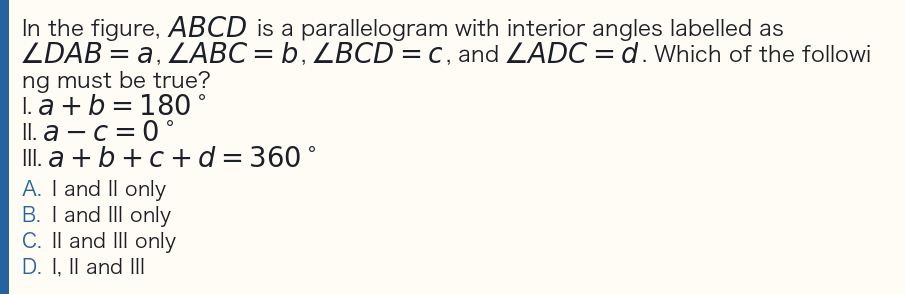 In the figure, ABCD is a parallelogram with interior angles labelled as
∠DAB = a, ∠ABC = b, ∠BCD = c, and ∠ADC = d. Which of the followi
ng must be true?
I. a + b = 180°
II. a − c = 0°
III. a + b + c + d = 360°
A. I and II only
B. I and III only
C. II and III only
D. I, II and III